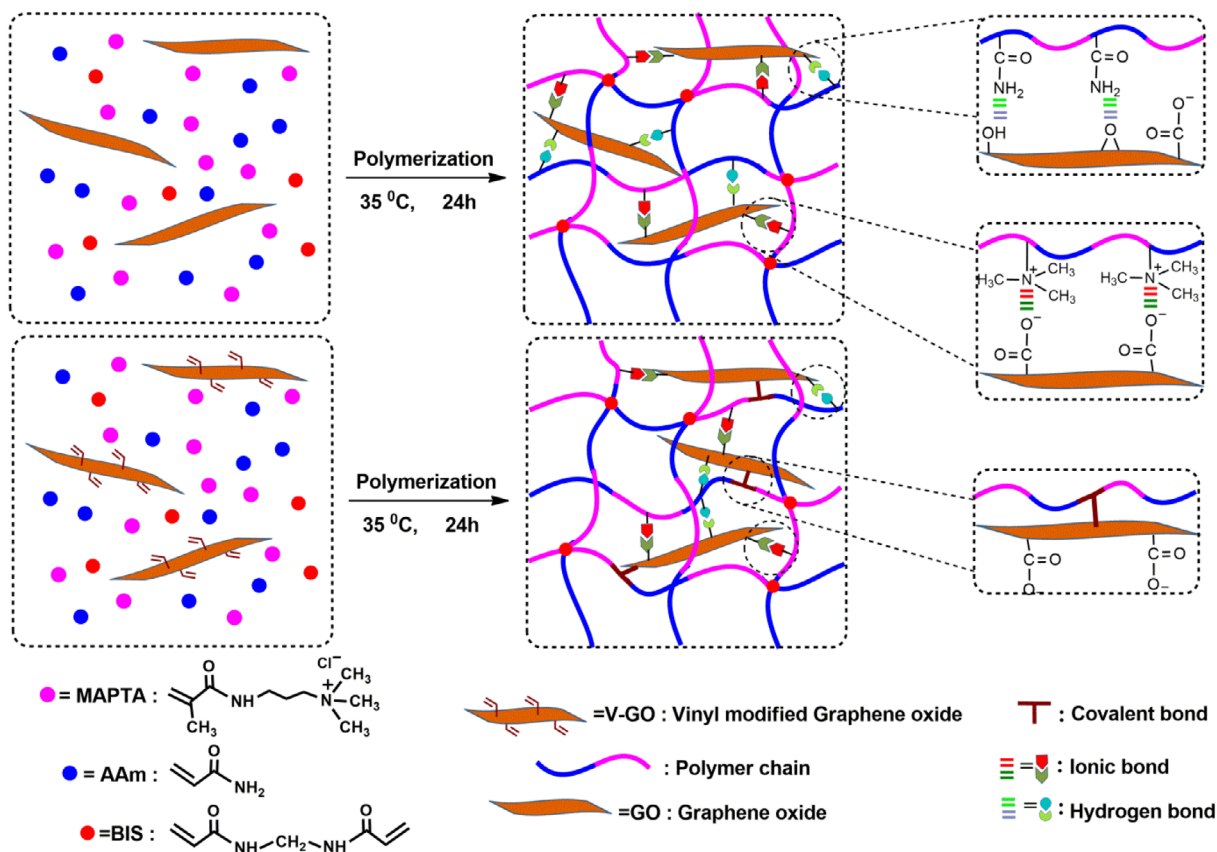 Polymerization
35 ⁰C, 24h
C=O
NH₂
C=O
NH₂
OH
O
O⁻
O=C
CH₃
H₃C N⁺ CH₃
CH₃
H₃C N⁺ CH₃
O⁻
O=C
O⁻
O=C
Polymerization
35 ⁰C, 24h
O
C=O
O⁻
O
C=O
O⁻
= MAPTA :
O
NH
CH₃
Cl⁻
N⁺
CH₃
CH₃
CH₃
= AAm :
O
NH₂
=BIS :
O
NH-CH₂-NH
O
=V-GO : Vinyl modified Graphene oxide
: Polymer chain
=GO : Graphene oxide
: Covalent bond
= : Ionic bond
= : Hydrogen bond